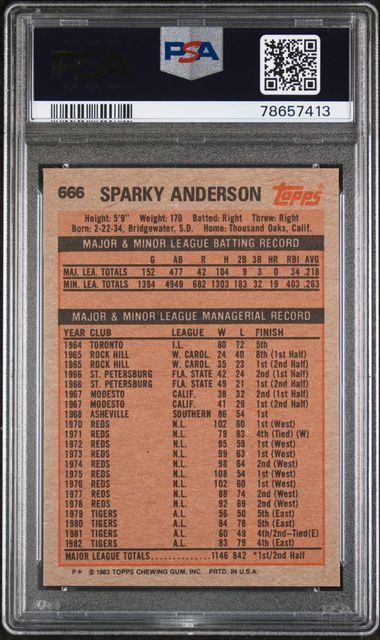 PSA
PSA
78657413
666 SPARKY ANDERSON topps
Height: 5'9" Weight: 170 Batted: Right Threw: Right
Born: 2-22-34, Bridgewater, S.D. Home: Thousand Oaks, Calif.
MAJOR & MINOR LEAGUE BATTING RECORD
G AB R H 2B 3B HR RBI AVG
MAJ. LEA. TOTALS 152 477 42 104 9 3 0 34 .218
MIN. LEA. TOTALS 1394 4949 682 1303 183 32 19 403 .263
MAJOR & MINOR LEAGUE MANAGERIAL RECORD
YEAR CLUB LEAGUE W L FINISH
1964 TORONTO I.L. 80 72 5th
1965 ROCK HILL W. CAROL. 24 40 8th (1st Half)
1965 ROCK HILL W. CAROL. 35 23 1st (2nd Half)
1966 ST. PETERSBURG FLA. STATE 42 24 2nd (1st Half)
1966 ST. PETERSBURG FLA. STATE 49 21 1st (2nd Half)
1967 MODESTO CALIF. 38 32 2nd (1st Half)
1967 MODESTO CALIF. 41 28 1st (2nd Half)
1968 ASHEVILLE SOUTHERN 86 54 1st
1970 REDS N.L. 102 60 1st (West)
1971 REDS N.L. 79 83 4th (Tied) (W)
1972 REDS N.L. 95 59 1st (West)
1973 REDS N.L. 99 63 1st (West)
1974 REDS N.L. 98 64 2nd (West)
1975 REDS N.L. 108 54 1st (West)
1976 REDS N.L. 102 60 1st (West)
1977 REDS N.L. 88 74 2nd (West)
1978 REDS N.L. 92 69 2nd (West)
1979 TIGERS A.L. 56 50 5th (East)
1980 TIGERS A.L. 84 78 5th (East)
1981 TIGERS A.L. 60 49 4th/2nd-Tied(E)
1982 TIGERS A.L. 83 79 4th (East)
MAJOR LEAGUE TOTALS............1146 842 *1st/2nd Half
F* © 1983 TOPPS CHEWING GUM, INC. PRTD. IN U.S.A.